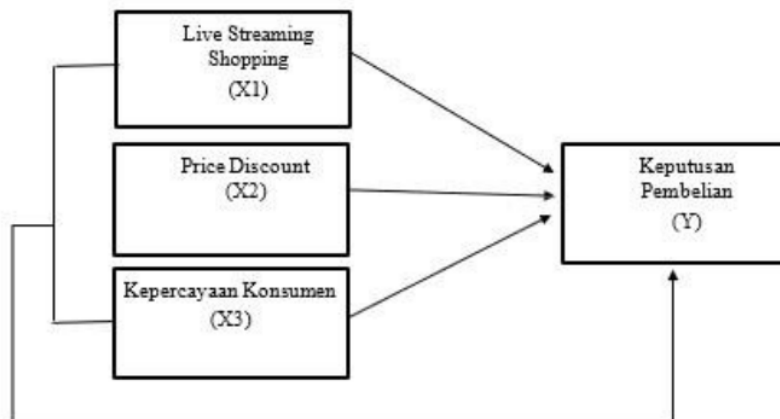 Live Streaming
Shopping
(X1)
Price Discount
(X2)
Kepercayaan Konsumen
(X3)
Keputusan
Pembelian
(Y)